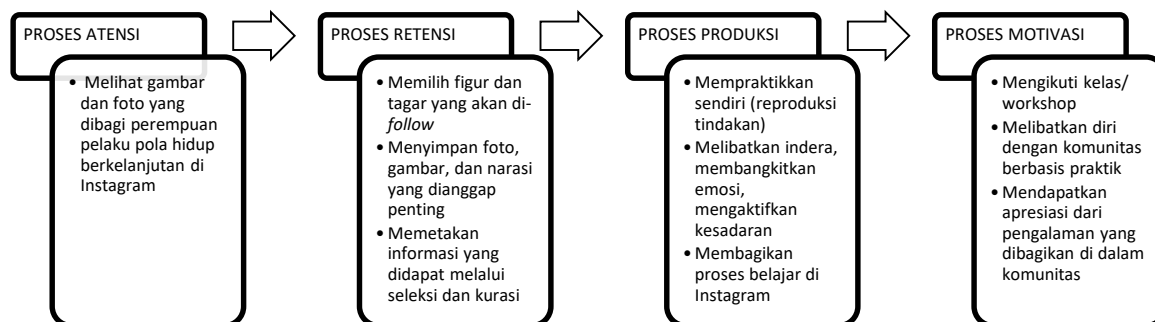 PROSES ATENSI
• Melihat gambar
dan foto yang
dibagi perempuan
pelaku pola hidup
berkelanjutan di
Instagram
PROSES RETENSI
• Memilih figur dan
tagar yang akan di-
follow
• Menyimpan foto,
gambar, dan narasi
yang dianggap
penting
• Memetakan
informasi yang
didapat melalui
seleksi dan kurasi
PROSES PRODUKSI
• Mempraktikkan
sendiri (reproduksi
tindakan)
• Melibatkan indera,
membangkitkan
emosi,
mengaktifkan
kesadaran
• Membagikan
proses belajar di
Instagram
PROSES MOTIVASI
• Mengikuti kelas/
workshop
• Melibatkan diri
dengan komunitas
berbasis praktik
• Mendapatkan
apresiasi dari
pengalaman yang
dibagikan di dalam
komunitas